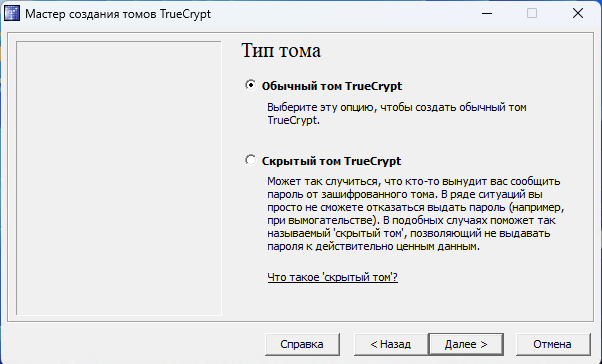 Мастер создания томов TrueCrypt
Тип тома
Обычный том TrueCrypt
Выберите эту опцию, чтобы создать обычный том
TrueCrypt.
Скрытый том TrueCrypt
Может так случиться, что кто-то вынудит вас сообщить
пароль от зашифрованного тома. В ряде ситуаций вы
просто не сможете отказаться выдать пароль (например,
при вымогательстве). В подобных случаях поможет так
называемый 'скрытый том', позволяющий не выдавать
пароля к действительно ценным данным.
Что такое 'скрытый том'?
Справка
< Назад
Далее >
Отмена